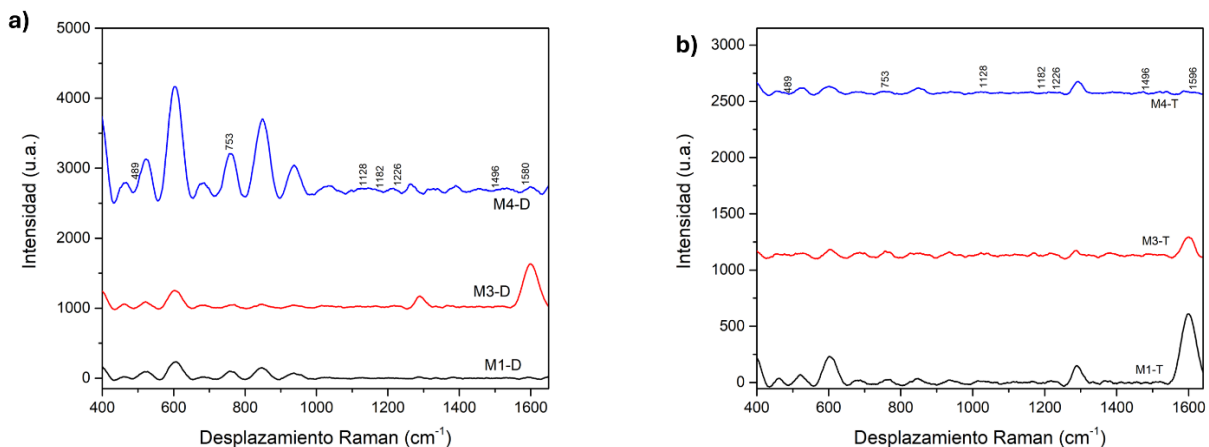 a)
5000
4000
3000
2000
1000
0
Intensidad (u.a.)
489
753
1128
1182
1226
1496
1580
M4-D
M3-D
M1-D
400 600 800 1000 1200 1400 1600
Desplazamiento Raman (cm-1)
b)
3000
2500
2000
1500
1000
500
0
Intensidad (u.a.)
489
753
1128
1182
1226
1496
1596
M4-T
M3-T
M1-T
400 600 800 1000 1200 1400 1600
Desplazamiento Raman (cm-1)